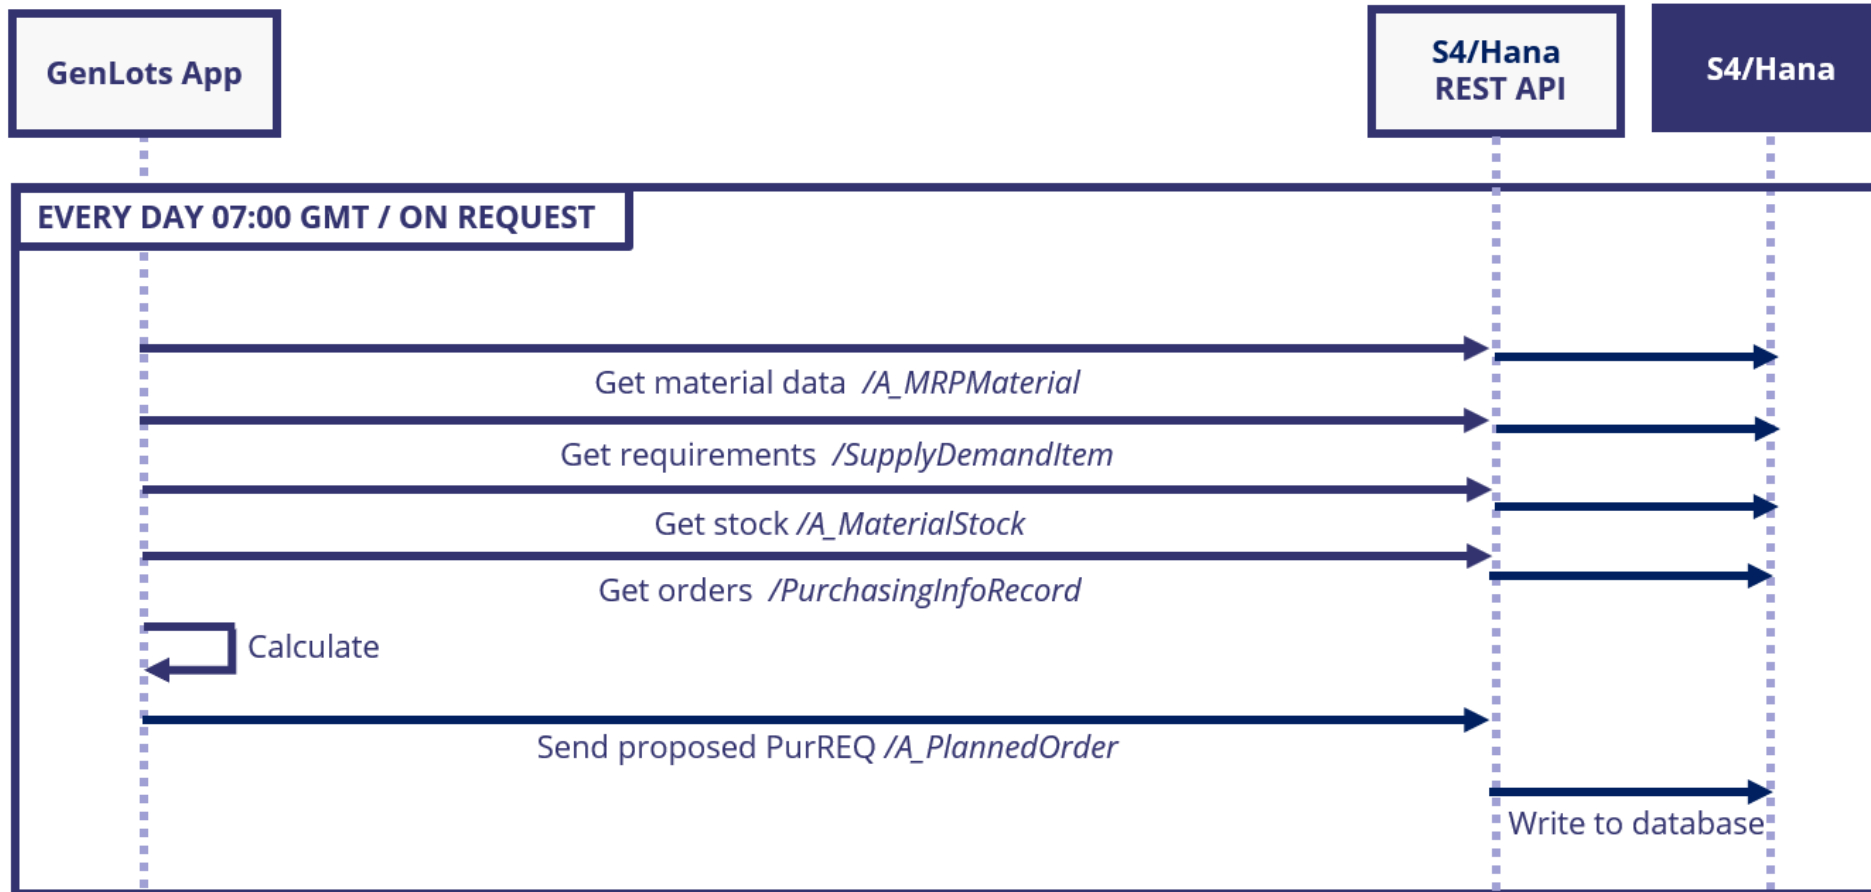 GenLots App
S4/Hana
REST API
S4/Hana
EVERY DAY 07:00 GMT / ON REQUEST
Get material data /A_MRPMaterial
Get requirements /SupplyDemandItem
Get stock /A_MaterialStock
Get orders /PurchasingInfoRecord
Calculate
Send proposed PurREQ /A_PlannedOrder
Write to database